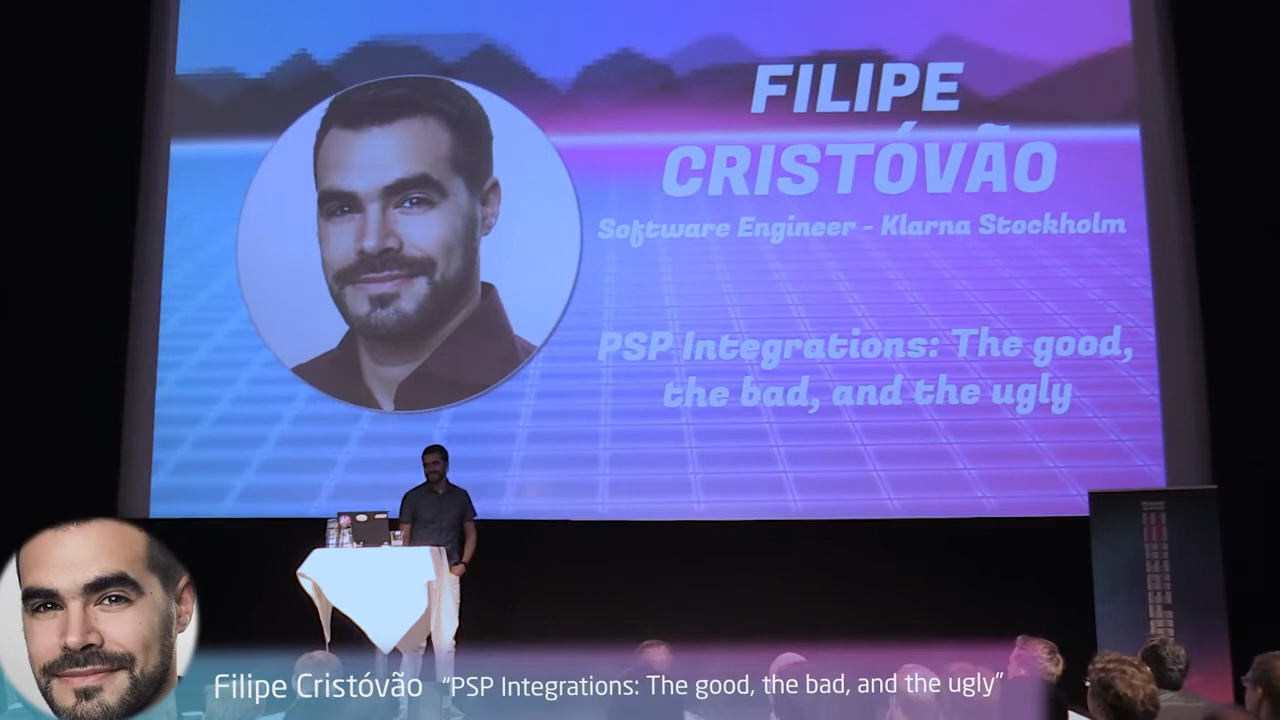 FILIPE
CRISTÓVÃO
Software Engineer - Klarna Stockholm
PSP Integrations: The good,
the bad, and the ugly
Filipe Cristóvão “PSP Integrations: The good, the bad, and the ugly”